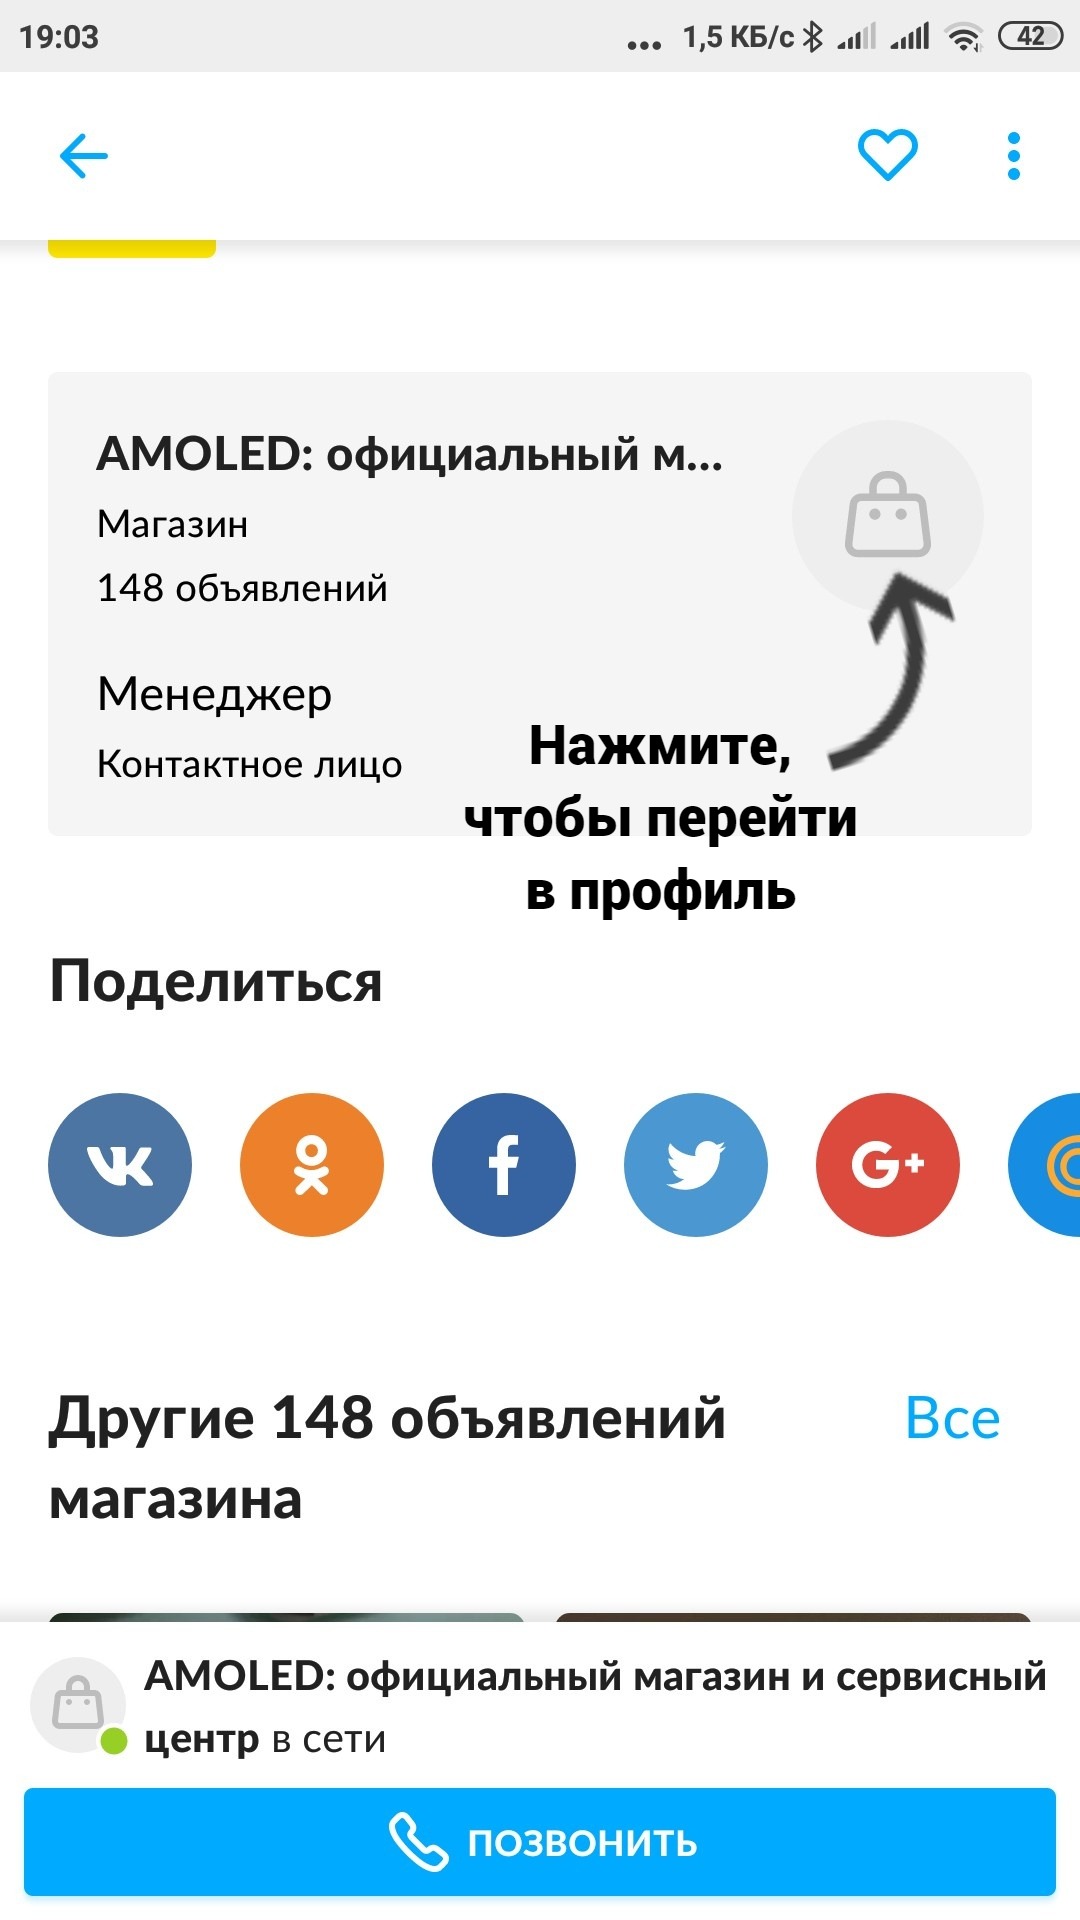 19:03
... 1,5 КБ/с 42
AMOLED: официальный м...
Магазин
148 объявлений
Менеджер
Контактное лицо
Нажмите,
чтобы перейти
в профиль
Поделиться
G+
Другие 148 объявлений
магазина
Все
AMOLED: официальный магазин и сервисный
центр в сети
ПОЗВОНИТЬ